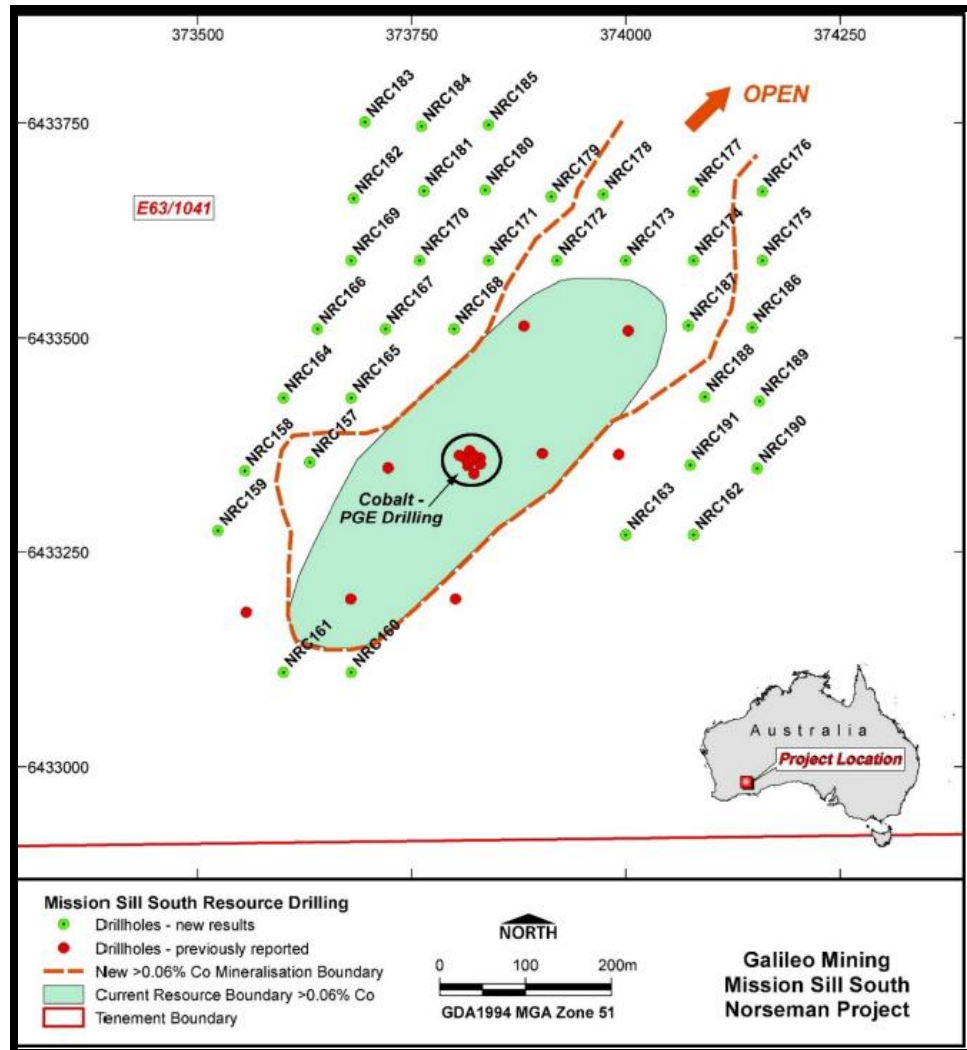 373500 373750 374000 374250
NRC183 NRC184 NRC185
OPEN
6433750
NRC182 NRC181 NRC180 NRC179 NRC178 NRC177 NRC176
E63/1041
NRC169 NRC170 NRC171 NRC172 NRC173 NRC174 NRC175
NRC166 NRC167 NRC168 NRC187 NRC186
6433500
NRC164 NRC165 NRC188 NRC189
NRC158 NRC157 NRC191 NRC190
Cobalt -
PGE Drilling
NRC159 NRC163 NRC162
6433250
NRC161 NRC160
Australia
Project Location
6433000
Mission Sill South Resource Drilling
Drillholes - new results
Drillholes - previously reported
New >0.06% Co Mineralisation Boundary
Current Resource Boundary >0.06% Co
Tenement Boundary
NORTH
0 100 200m
GDA1994 MGA Zone 51
Galileo Mining
Mission Sill South
Norseman Project